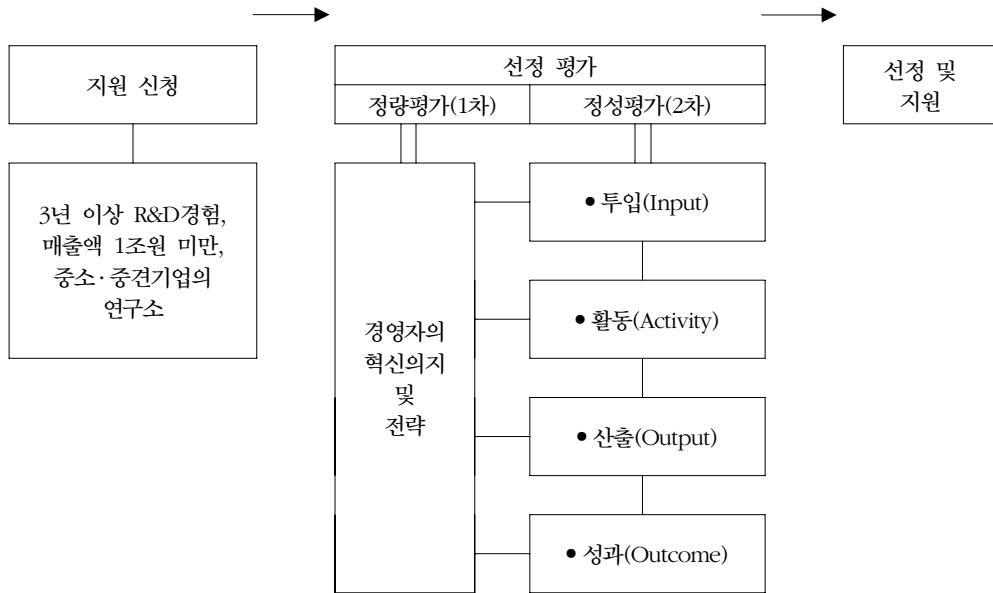 지원 신청
3년 이상 R&D경험,
매출액 1조원 미만,
중소·중견기업의
연구소
선정 평가
정량평가(1차)
정성평가(2차)
경영자의
혁신의지
및
전략
• 투입(Input)
• 활동(Activity)
• 산출(Output)
• 성과(Outcome)
선정 및
지원